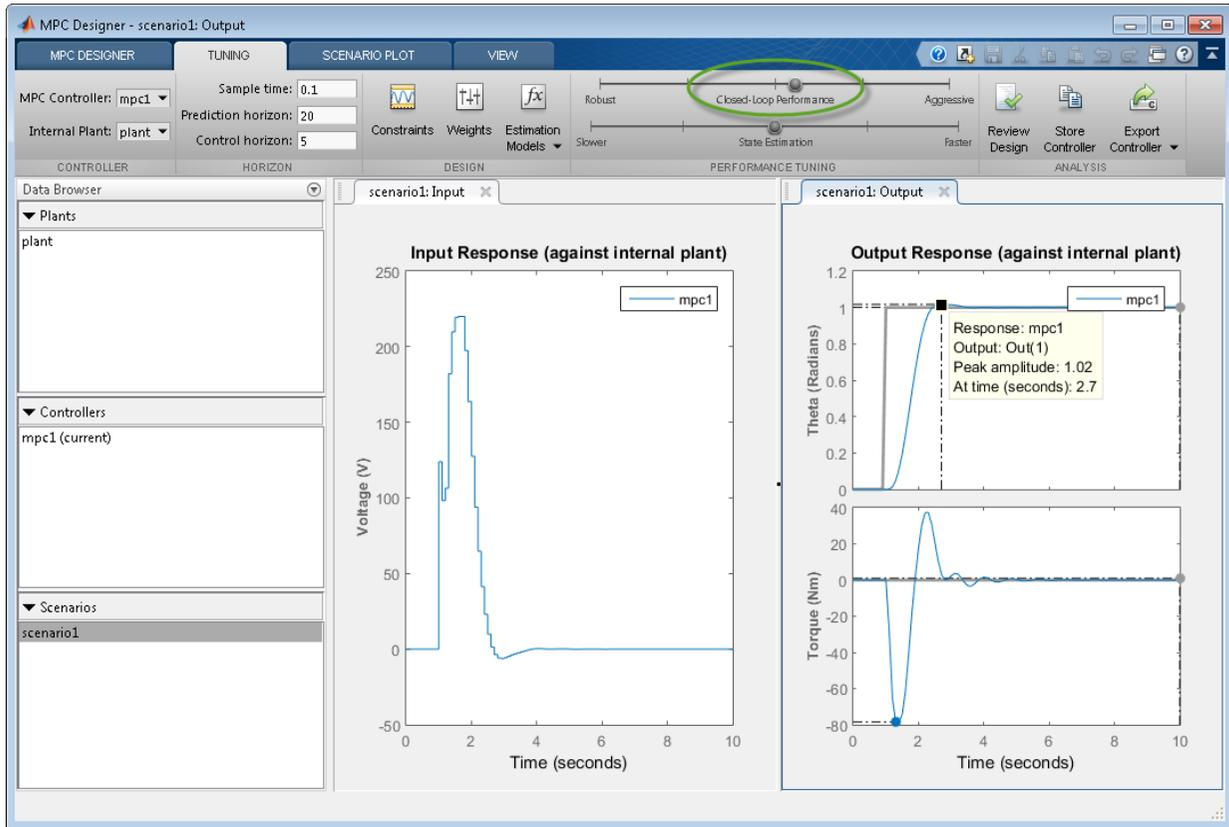 MPC Designer - scenario1: Output
MPC DESIGNER
TUNING
SCENARIO PLOT
VIEW
MPC Controller: mpc1
Internal Plant: plant
CONTROLLER
Sample time: 0.1
Prediction horizon: 20
Control horizon: 5
HORIZON
Constraints
Weights
Estimation Models
DESIGN
Robust
Closed-Loop Performance
Aggressive
Slower
State Estimation
Faster
PERFORMANCE TUNING
Review Design
Store Controller
Export Controller
ANALYSIS
Data Browser
Plants
plant
Controllers
mpc1 (current)
Scenarios
scenario1
scenario1: Input
Input Response (against internal plant)
mpc1
250
200
150
100
50
0
-50
Voltage (V)
0 2 4 6 8 10
Time (seconds)
scenario1: Output
Output Response (against internal plant)
mpc1
Response: mpc1
Output: Out(1)
Peak amplitude: 1.02
At time (seconds): 2.7
1.2
1
0.8
0.6
0.4
0.2
0
Theta (Radians)
40
20
0
-20
-40
-60
-80
Torque (Nm)
0 2 4 6 8 10
Time (seconds)